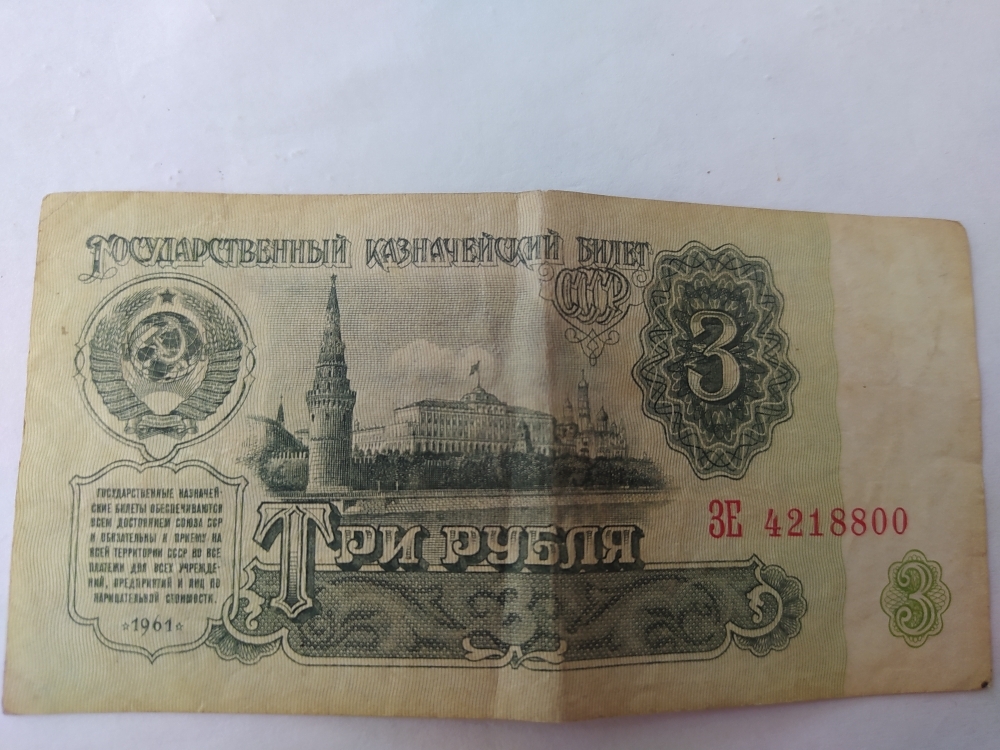 ГОСУДАРСТВЕННЫЙ КАЗНАЧЕЙСКИЙ БИЛЕТ
СССР
3
ГОСУДАРСТВЕННЫЕ КАЗНАЧЕЙ-
СКИЕ БИЛЕТЫ ОБЕСПЕЧИВАЮТСЯ
ВСЕМ ДОСТОЯНИЕМ СОЮЗА ССР
И ОБЯЗАТЕЛЬНЫ К ПРИЕМУ НА
ВСЕЙ ТЕРРИТОРИИ СССР ВО ВСЕ
ПЛАТЕЖИ ДЛЯ ВСЕХ УЧРЕЖДЕ-
НИЙ, ПРЕДПРИЯТИЙ И ЛИЦ ПО
НАРИЦАТЕЛЬНОЙ СТОИМОСТИ.
1961
ЗЕ 4218800
ТРИ РУБЛЯ
3
3